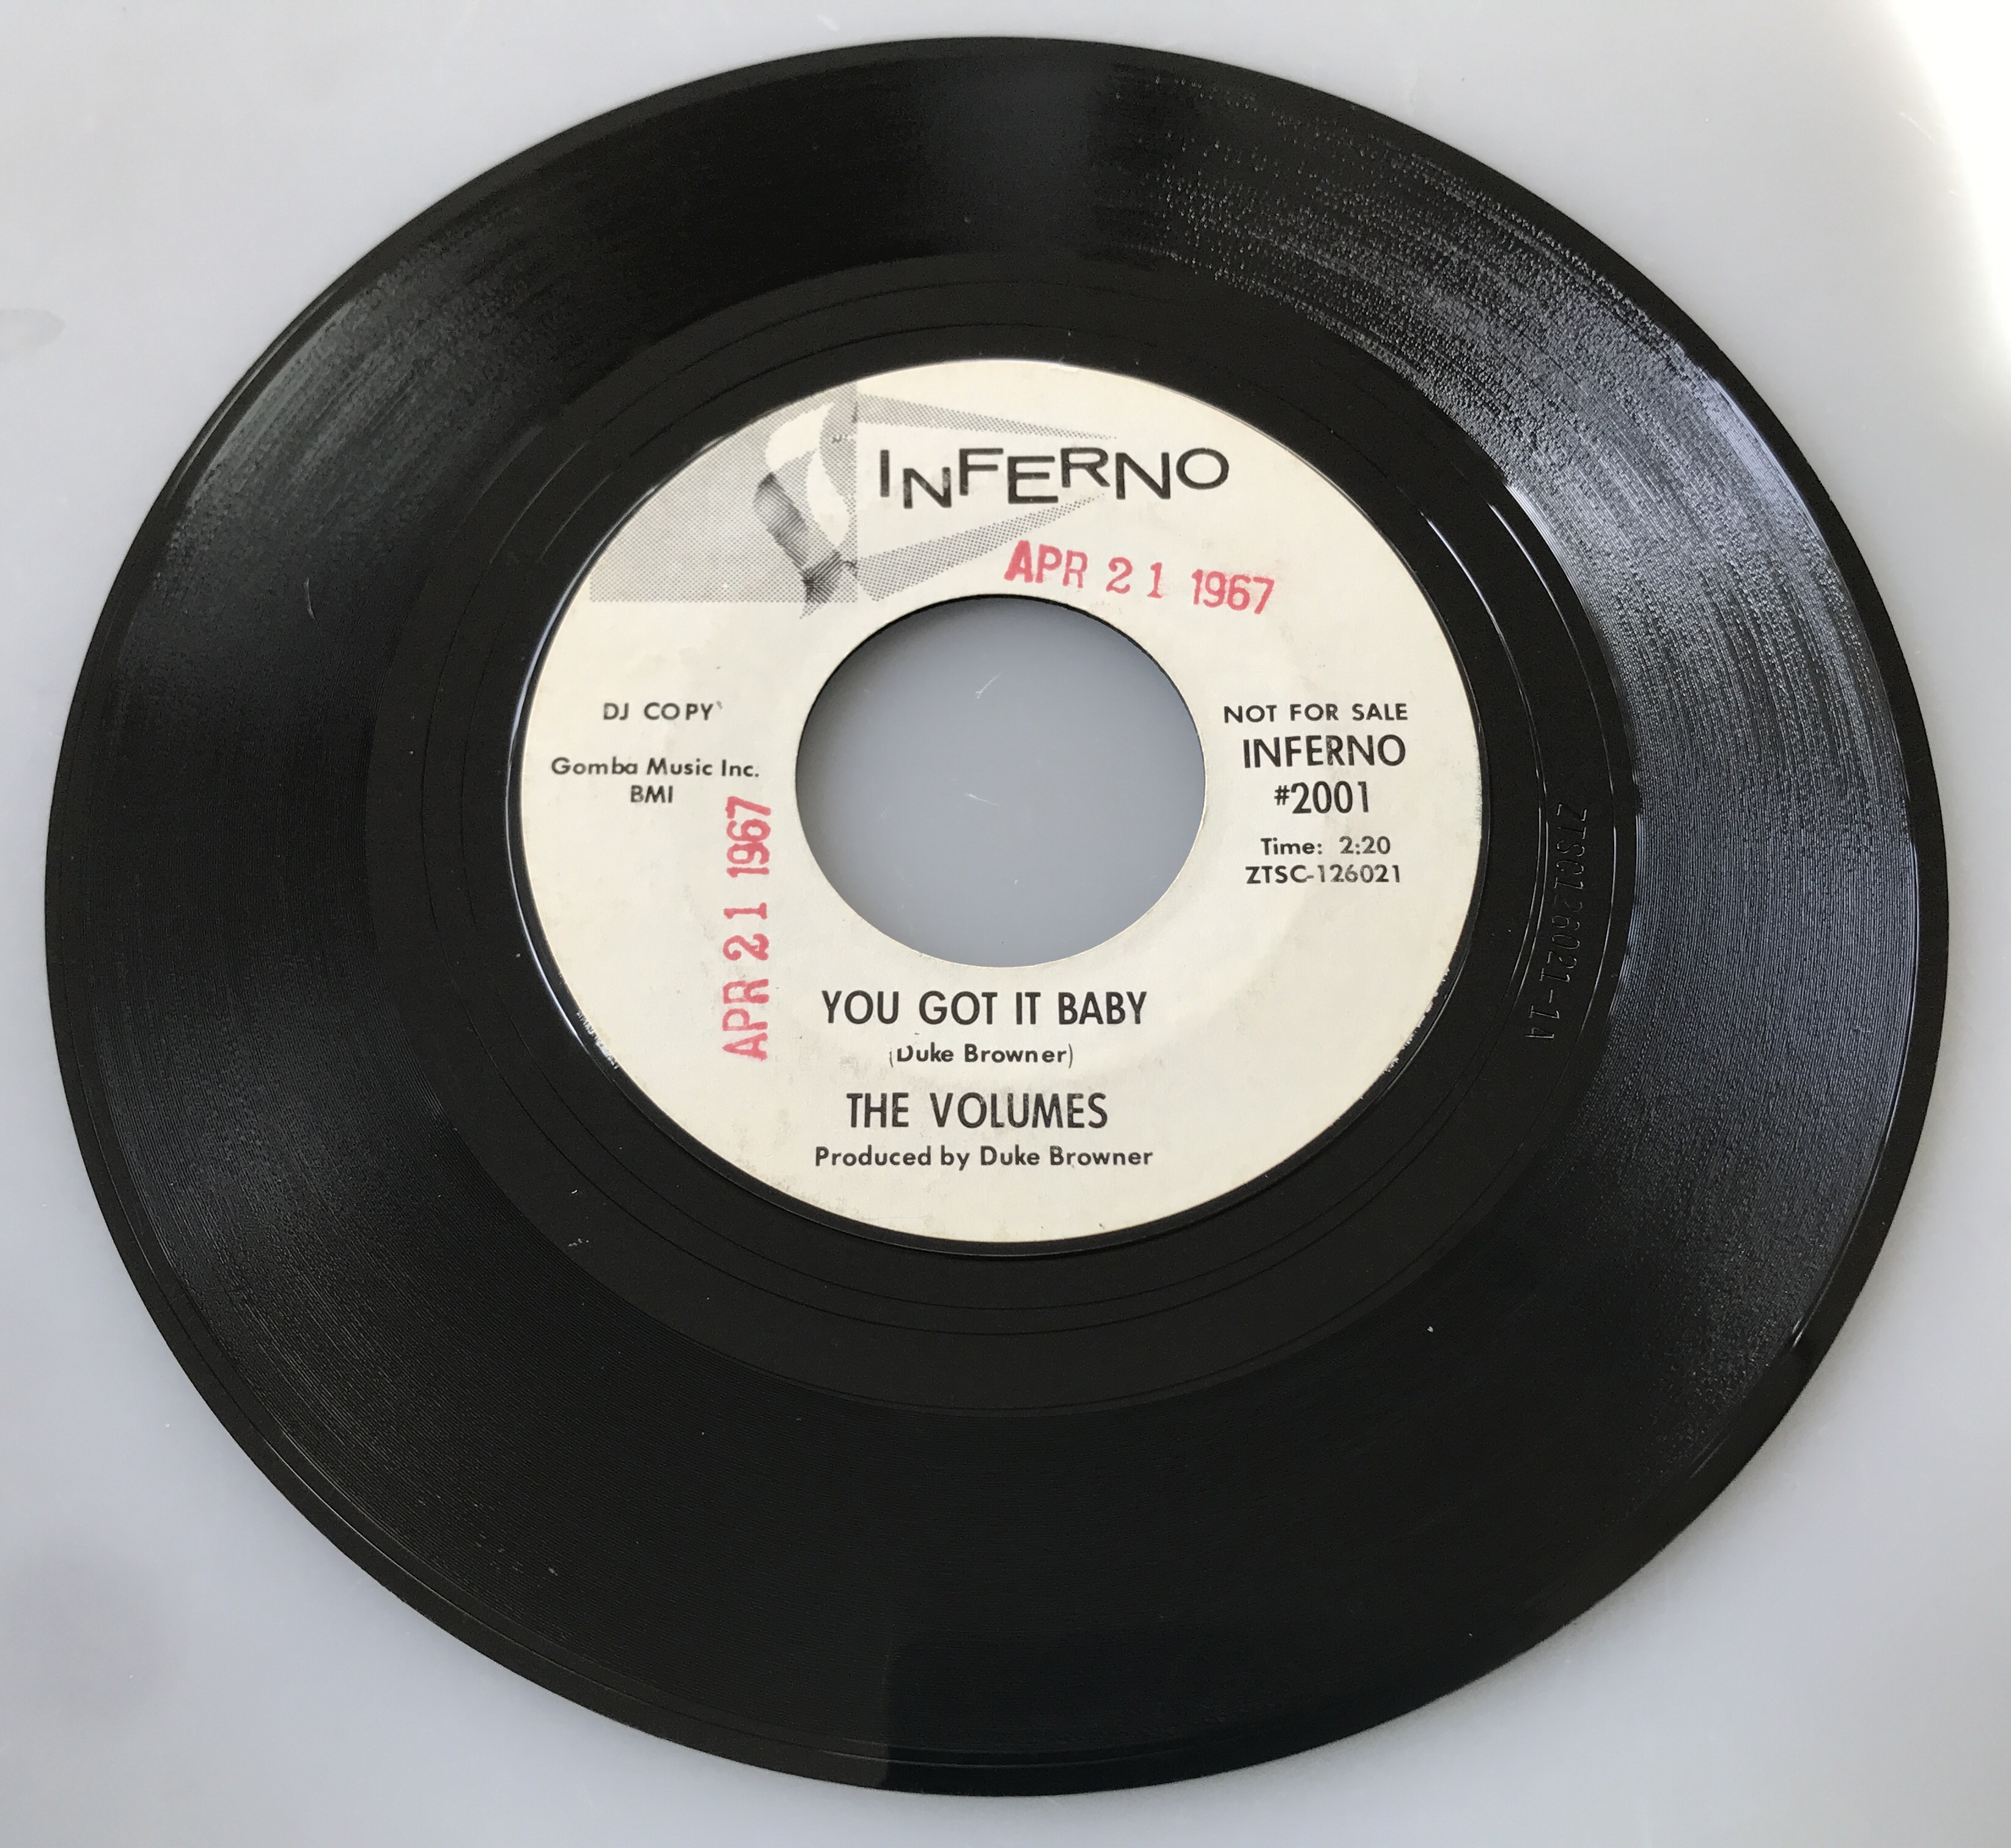 INFERNO
APR 21 1967
DJ COPY
NOT FOR SALE
Gomba Music Inc.
BMI
INFERNO
#2001
Time: 2:20
ZTSC-126021
APR 21 1967
YOU GOT IT BABY
(Duke Browner)
THE VOLUMES
Produced by Duke Browner
ZTSC126021-1A